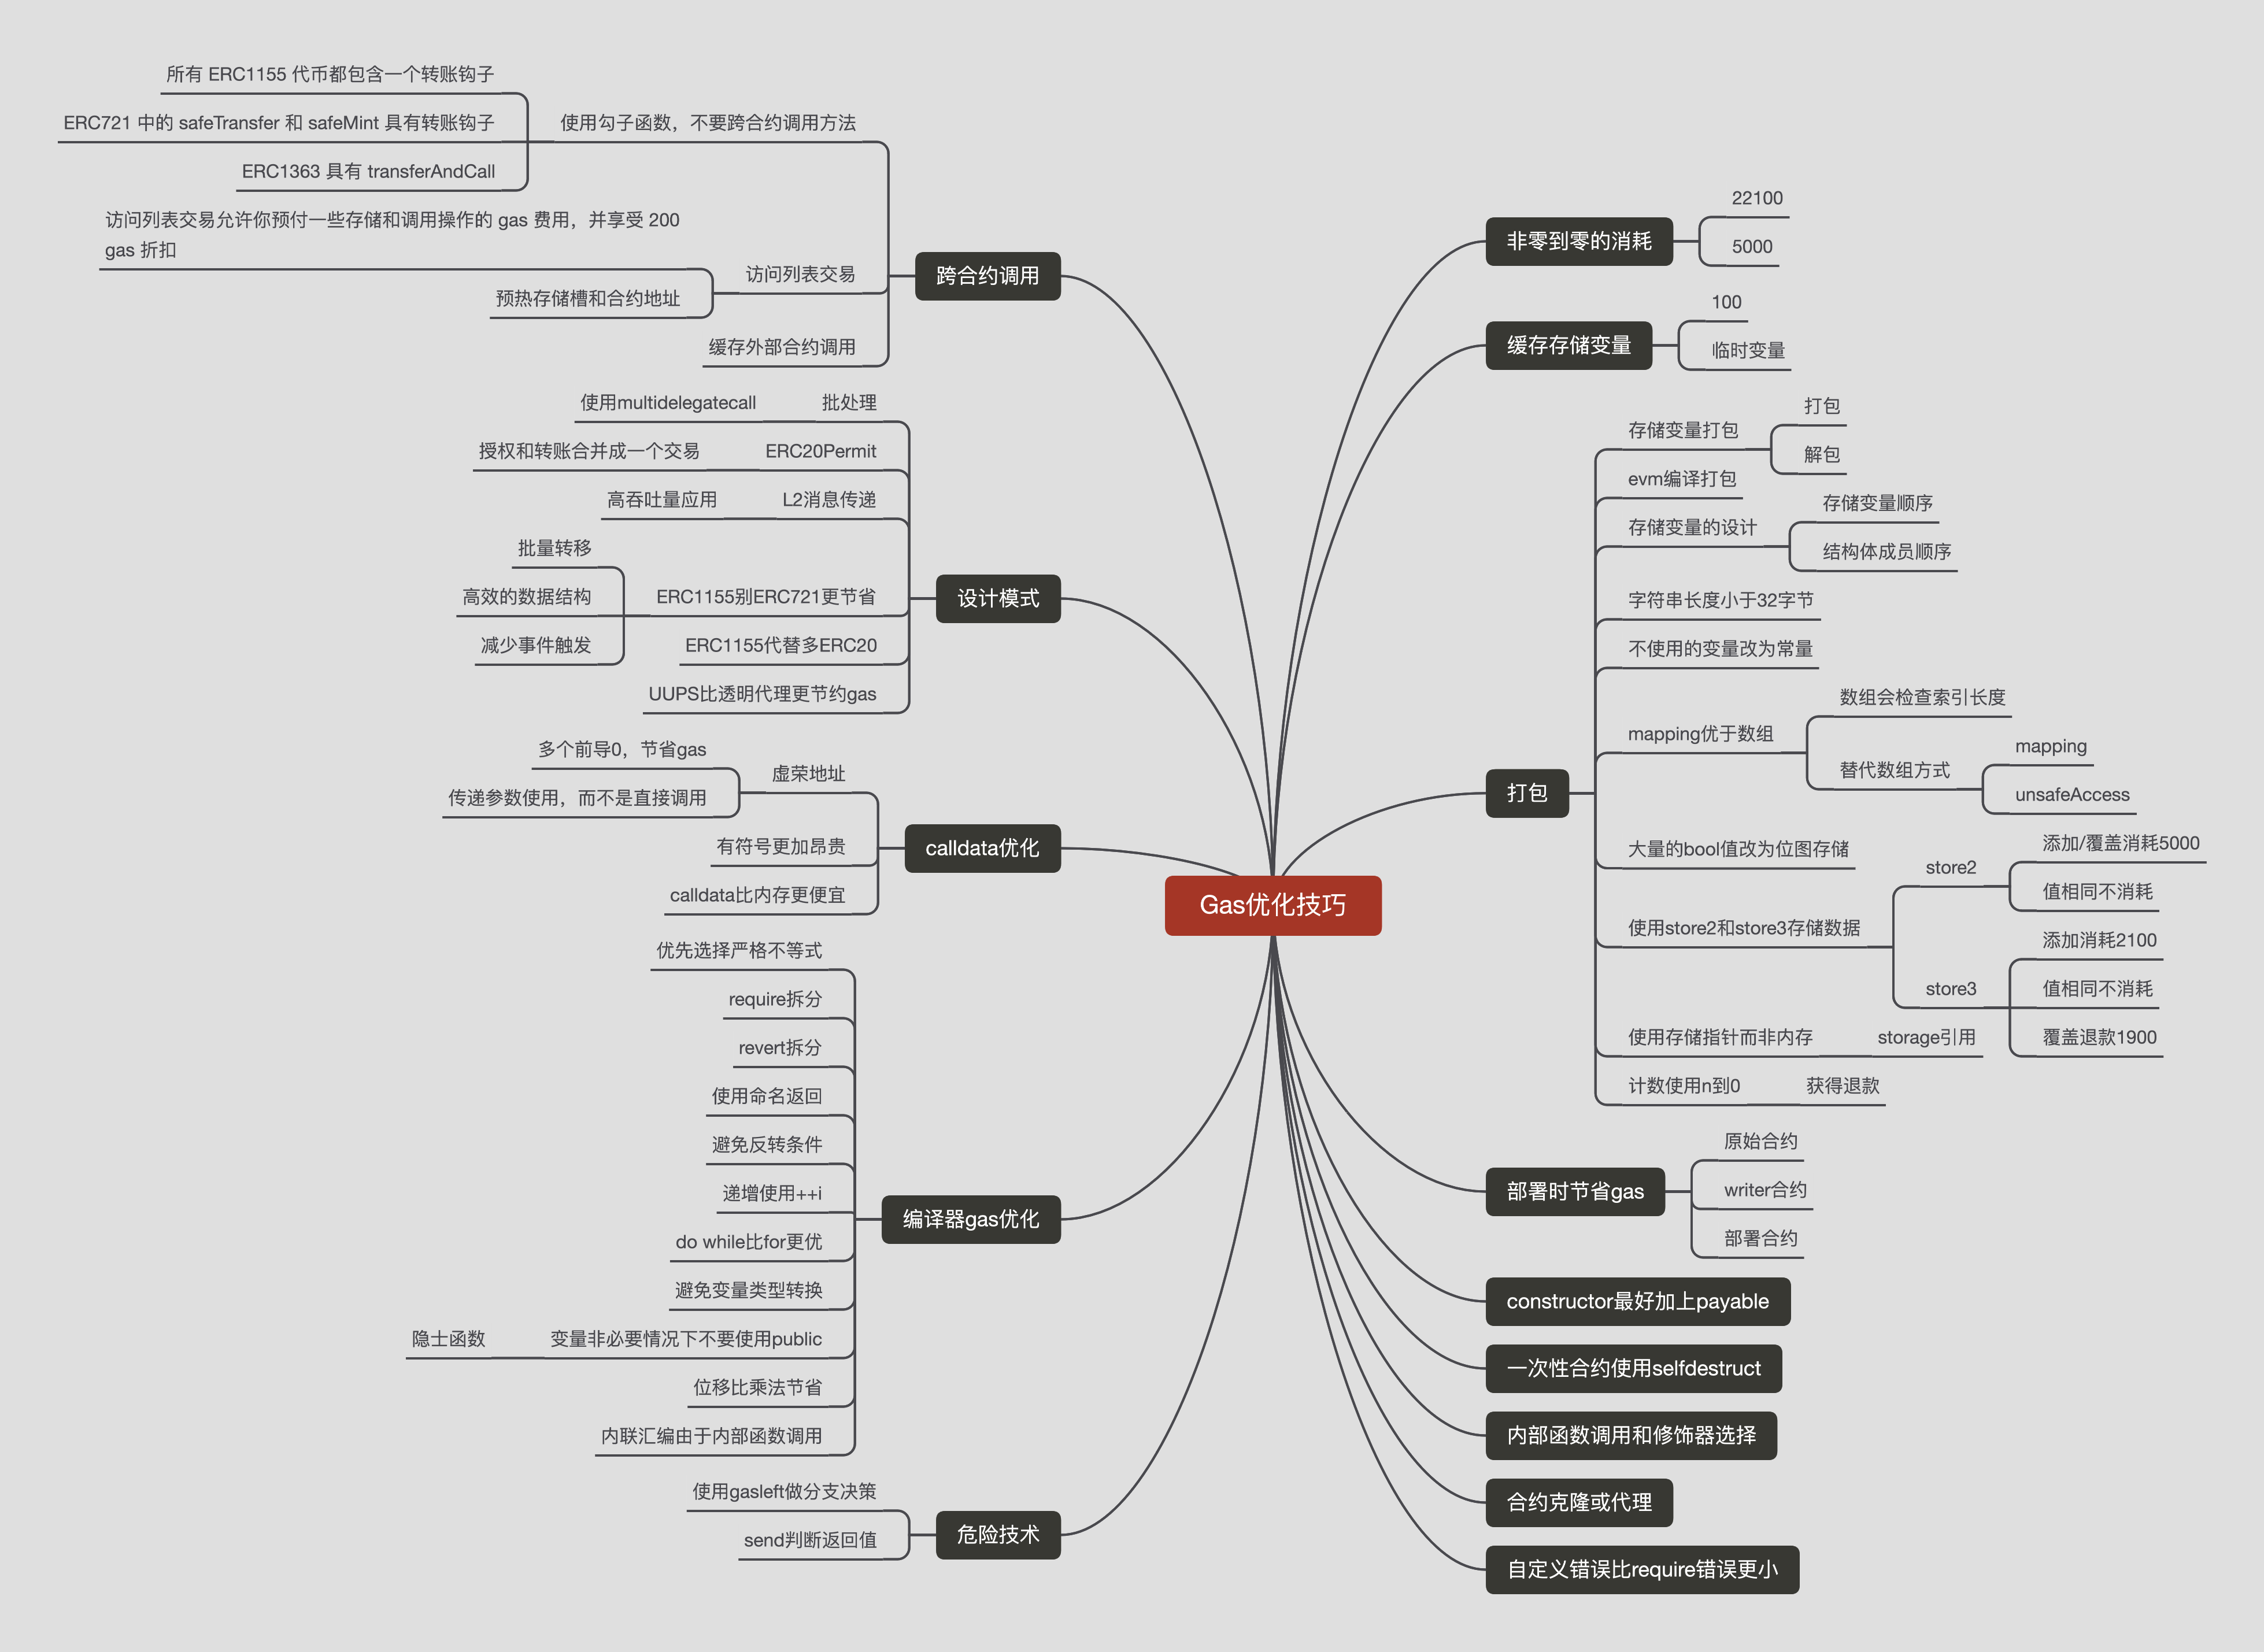 Gas优化技巧
非零到零的消耗
22100
5000
缓存存储变量
100
临时变量
打包
存储变量打包
打包
解包
evm编译打包
存储变量的设计
存储变量顺序
结构体成员顺序
字符串长度小于32字节
不使用的变量改为常量
mapping优于数组
数组会检查索引长度
替代数组方式
mapping
unsafeAccess
大量的bool值改为位图存储
使用store2和store3存储数据
store2
添加/覆盖消耗5000
值相同不消耗
store3
添加消耗2100
值相同不消耗
覆盖退款1900
使用存储指针而非内存
storage引用
计数使用n到0
获得退款
部署时节省gas
原始合约
writer合约
部署合约
constructor最好加上payable
一次性合约使用selfdestruct
内部函数调用和修饰器选择
合约克隆或代理
自定义错误比require错误更小
跨合约调用
使用勾子函数，不要跨合约调用方法
所有 ERC1155 代币都包含一个转账钩子
ERC721 中的 safeTransfer 和 safeMint 具有转账钩子
ERC1363 具有 transferAndCall
访问列表交易
访问列表交易允许你预付一些存储和调用操作的 gas 费用，并享受 200
gas 折扣
预热存储槽和合约地址
缓存外部合约调用
设计模式
批处理
使用multidelegatecall
ERC20Permit
授权和转账合并成一个交易
L2消息传递
高吞吐量应用
ERC1155别ERC721更节省
批量转移
高效的数据结构
减少事件触发
ERC1155代替多ERC20
UUPS比透明代理更节约gas
calldata优化
虚荣地址
多个前导0，节省gas
传递参数使用，而不是直接调用
有符号更加昂贵
calldata比内存更便宜
编译器gas优化
优先选择严格不等式
require拆分
revert拆分
使用命名返回
避免反转条件
递增使用++i
do while比for更优
避免变量类型转换
变量非必要情况下不要使用public
隐士函数
位移比乘法节省
内联汇编由于内部函数调用
危险技术
使用gasleft做分支决策
send判断返回值